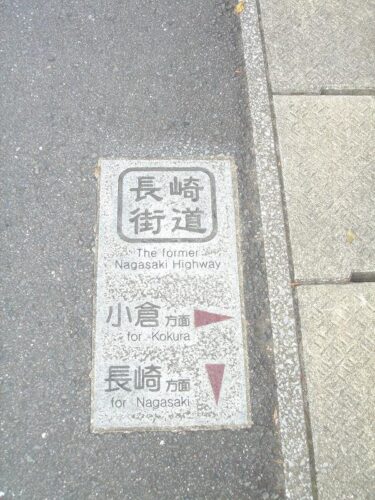 長崎
街道
The former
Nagasaki Highway
小倉方面
for Kokura
長崎方面
for Nagasaki